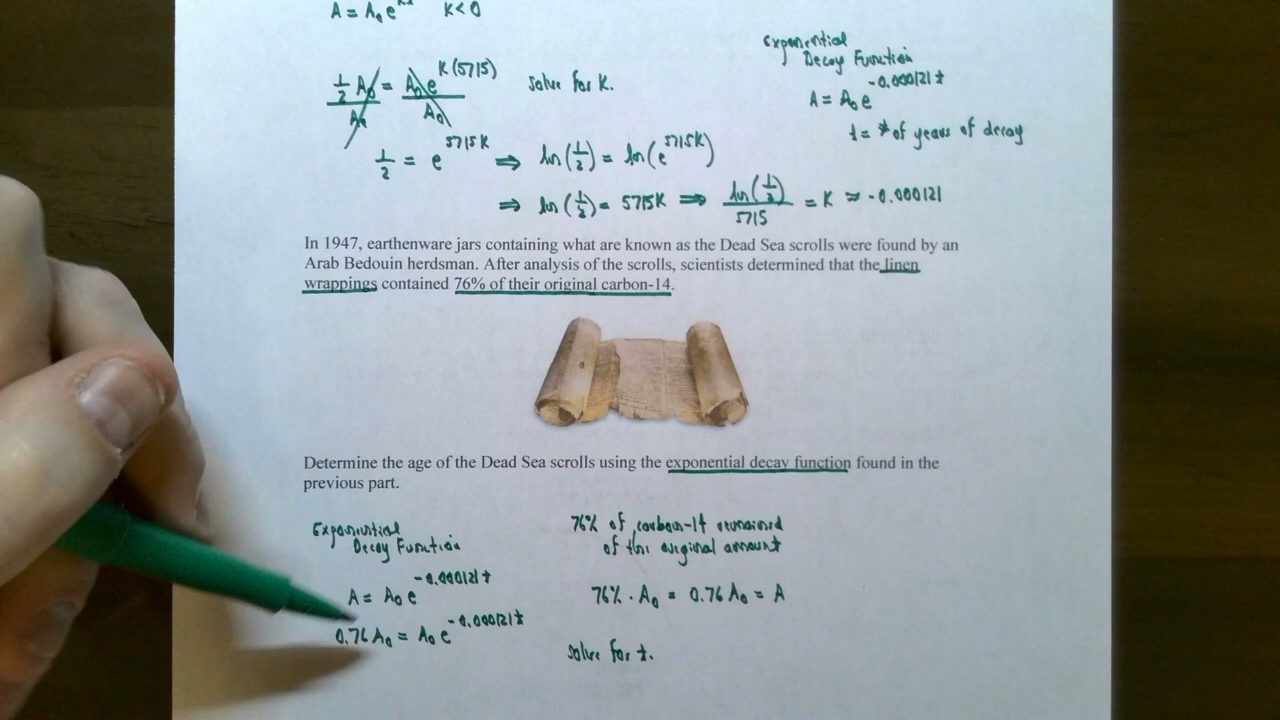 A = A₀e K<0
Exponential
Decay Function
A = A₀e^(-0.000121t)
t = # of years of decay
½A₀/A₀ = A₀e^(K(5715))/A₀ solve for K.
½ = e^(5715K) ⇒ ln(½) = ln(e^(5715K))
⇒ ln(½) = 5715K ⇒ ln(½)/5715 = K ≈ -0.000121
In 1947, earthenware jars containing what are known as the Dead Sea scrolls were found by an
Arab Bedouin herdsman. After analysis of the scrolls, scientists determined that the linen
wrappings contained 76% of their original carbon-14.
Determine the age of the Dead Sea scrolls using the exponential decay function found in the
previous part.
Exponential
Decay Function
A = A₀e^(-0.000121t)
0.76A₀ = A₀e^(-0.000121t)
76% of carbon-14 remained
of the original amount
76% · A₀ = 0.76A₀ = A
solve for t.